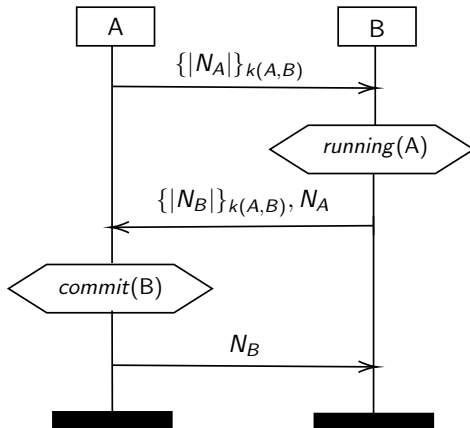 A B
{|N_A|}_{k(A,B)}
running(A)
{|N_B|}_{k(A,B)}, N_A
commit(B)
N_B